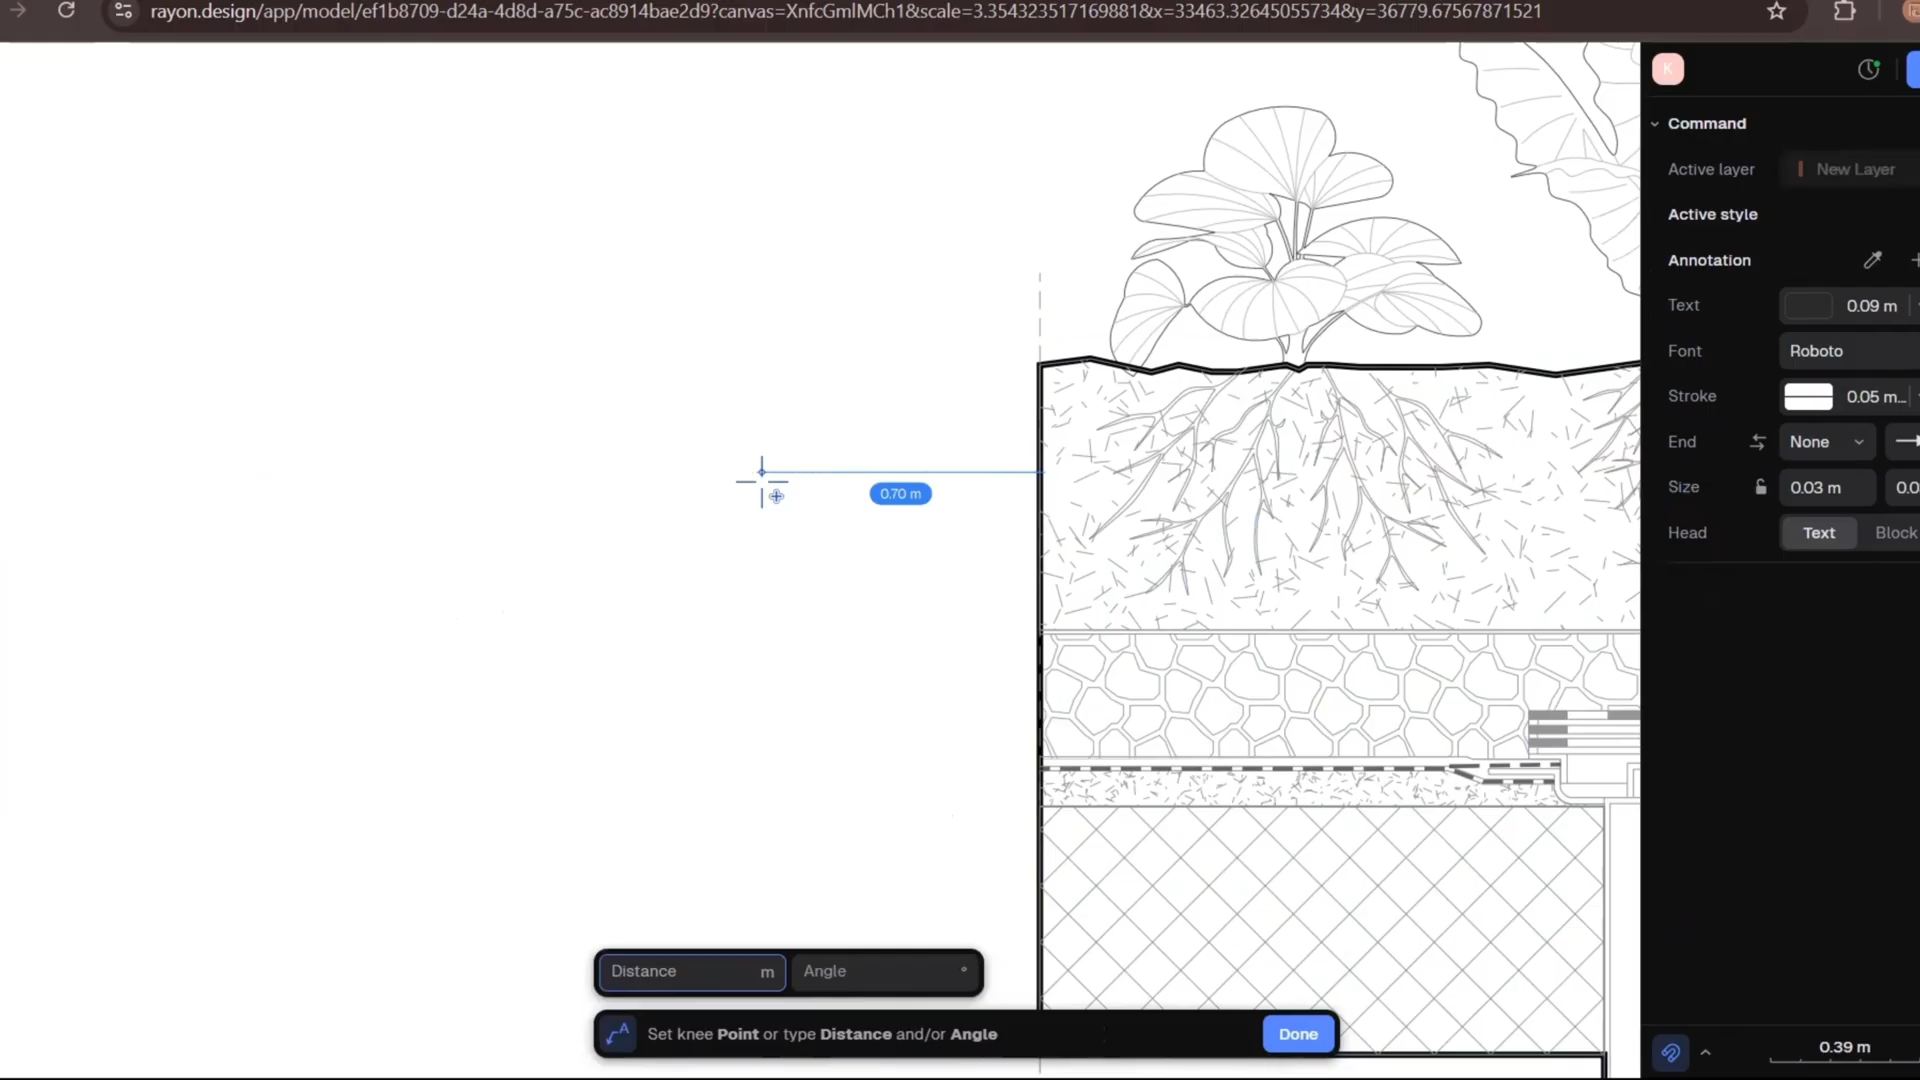 rayon.design/app/model/ef1b8709-d24a-4d8d-a75c-ac8914bae2d9?canvas=XnfcGmlMCh1&scale=3.354323517169881&x=33463.32645055734&y=36779.67567871521
K
Command
Active layer New Layer
Active style
Annotation
Text 0.09 m
Font Roboto
Stroke 0.05 m...
End None
Size 0.03 m 0.0
Head Text Block
0.70 m
Distance m Angle °
Set knee Point or type Distance and/or Angle Done
0.39 m